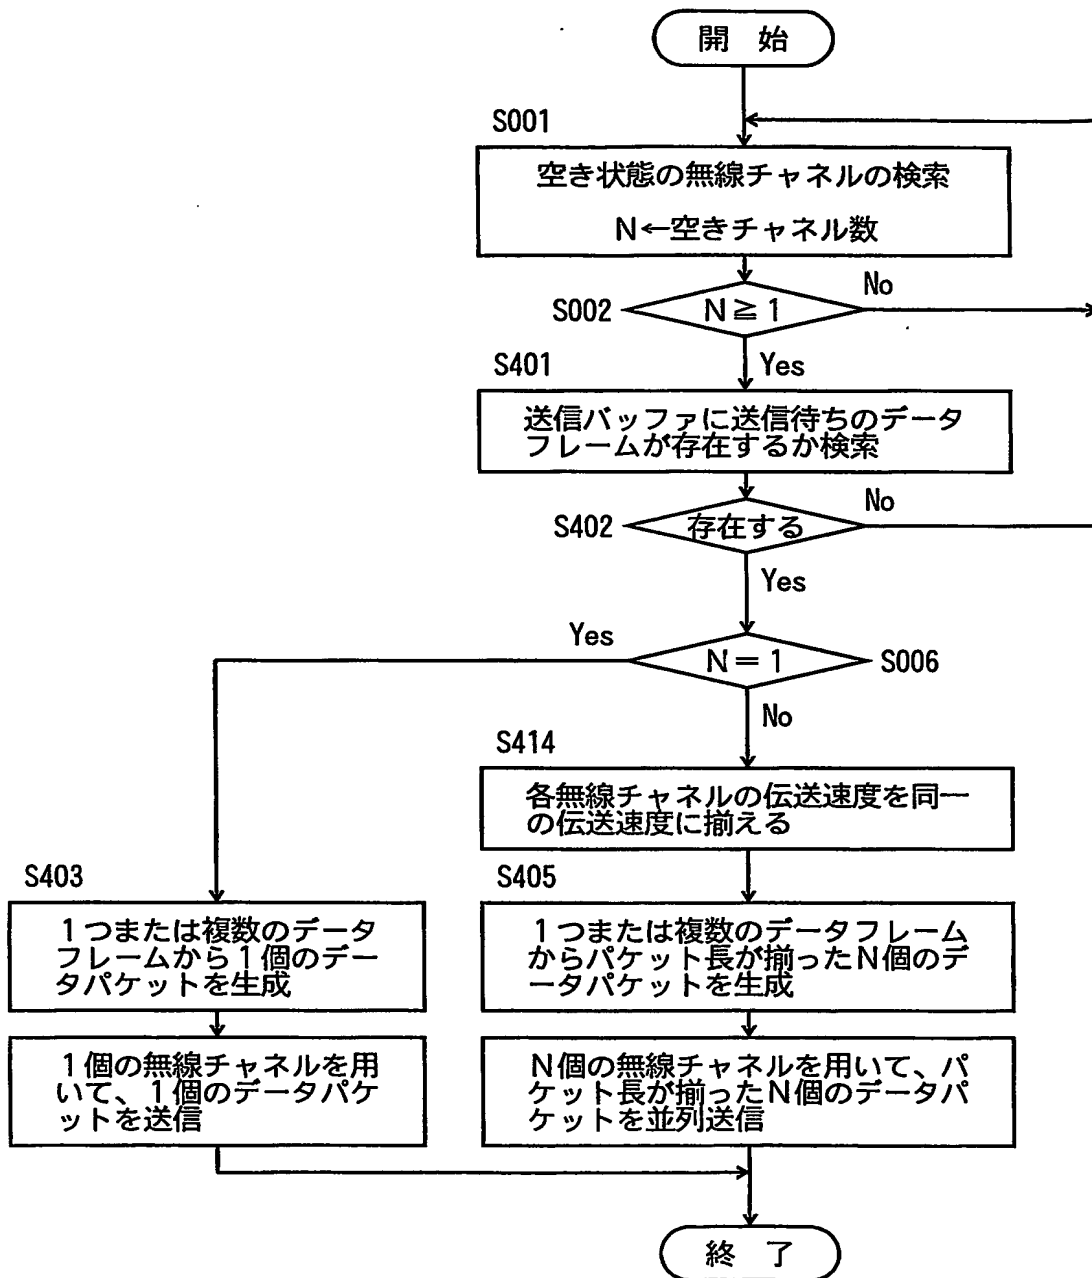 開 始
S001
空き状態の無線チャネルの検索
N←空きチャネル数
No
S002
N≧1
Yes
S401
送信バッファに送信待ちのデータ
フレームが存在するか検索
No
S402
存在する
Yes
Yes
N=1
S006
No
S414
各無線チャネルの伝送速度を同一
の伝送速度に揃える
S403
1つまたは複数のデータ
フレームから1個のデー
タパケットを生成
S405
1つまたは複数のデータフレーム
からパケット長が揃ったN個のデ
ータパケットを生成
1個の無線チャネルを用
いて、1個のデータパケ
ットを送信
N個の無線チャネルを用いて、パ
ケット長が揃ったN個のデータパ
ケットを並列送信
終 了